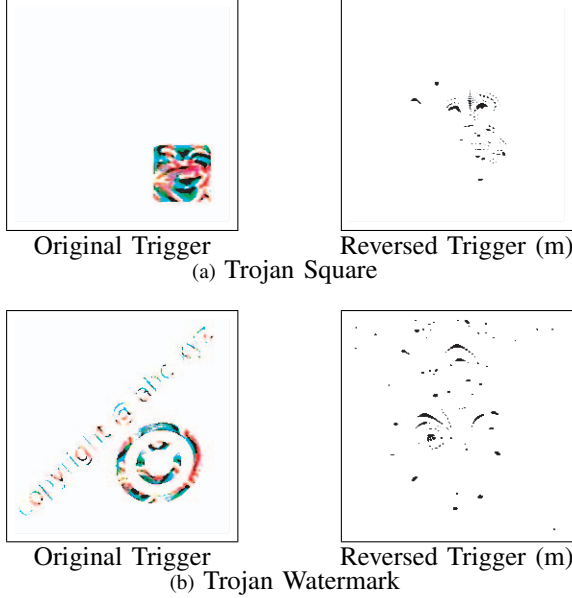 Original Trigger Reversed Trigger (m)
(a) Trojan Square
copyright @ abc xyz
Original Trigger Reversed Trigger (m)
(b) Trojan Watermark